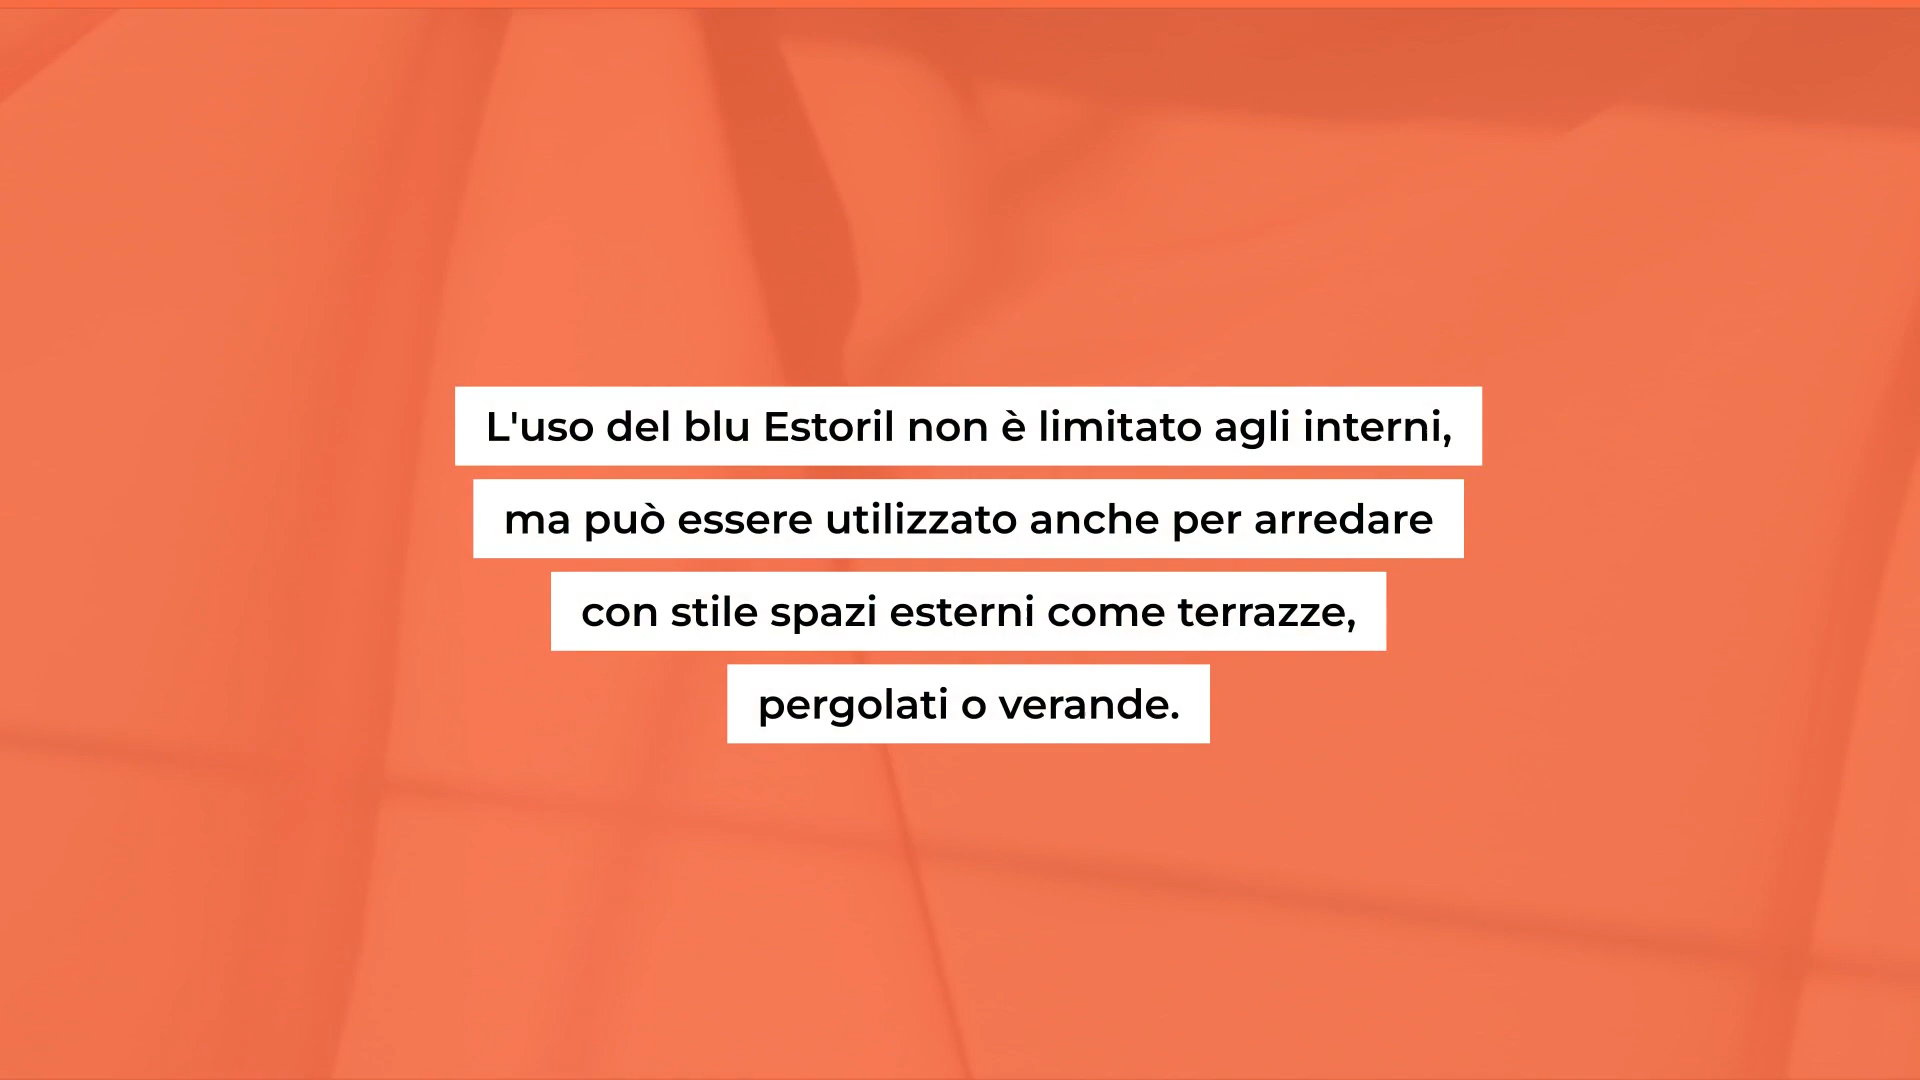 L'uso del blu Estoril non è limitato agli interni,
ma può essere utilizzato anche per arredare
con stile spazi esterni come terrazze,
pergolati o verande.